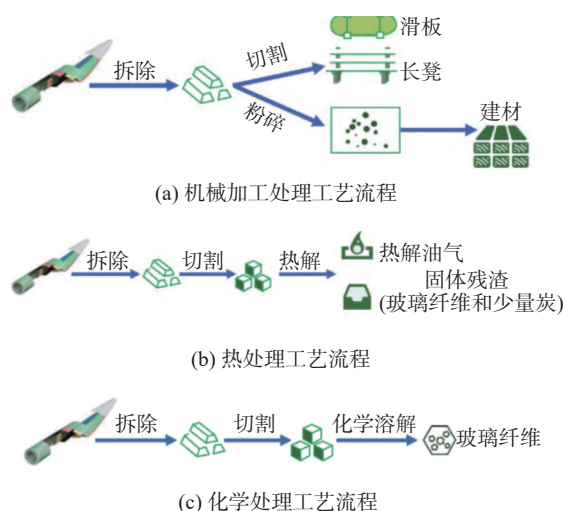 滑板
切割
拆除
长凳
粉碎
建材
(a) 机械加工处理工艺流程
拆除
切割
热解
热解油气
固体残渣
(玻璃纤维和少量炭)
(b) 热处理工艺流程
拆除
切割
化学溶解
玻璃纤维
(c) 化学处理工艺流程